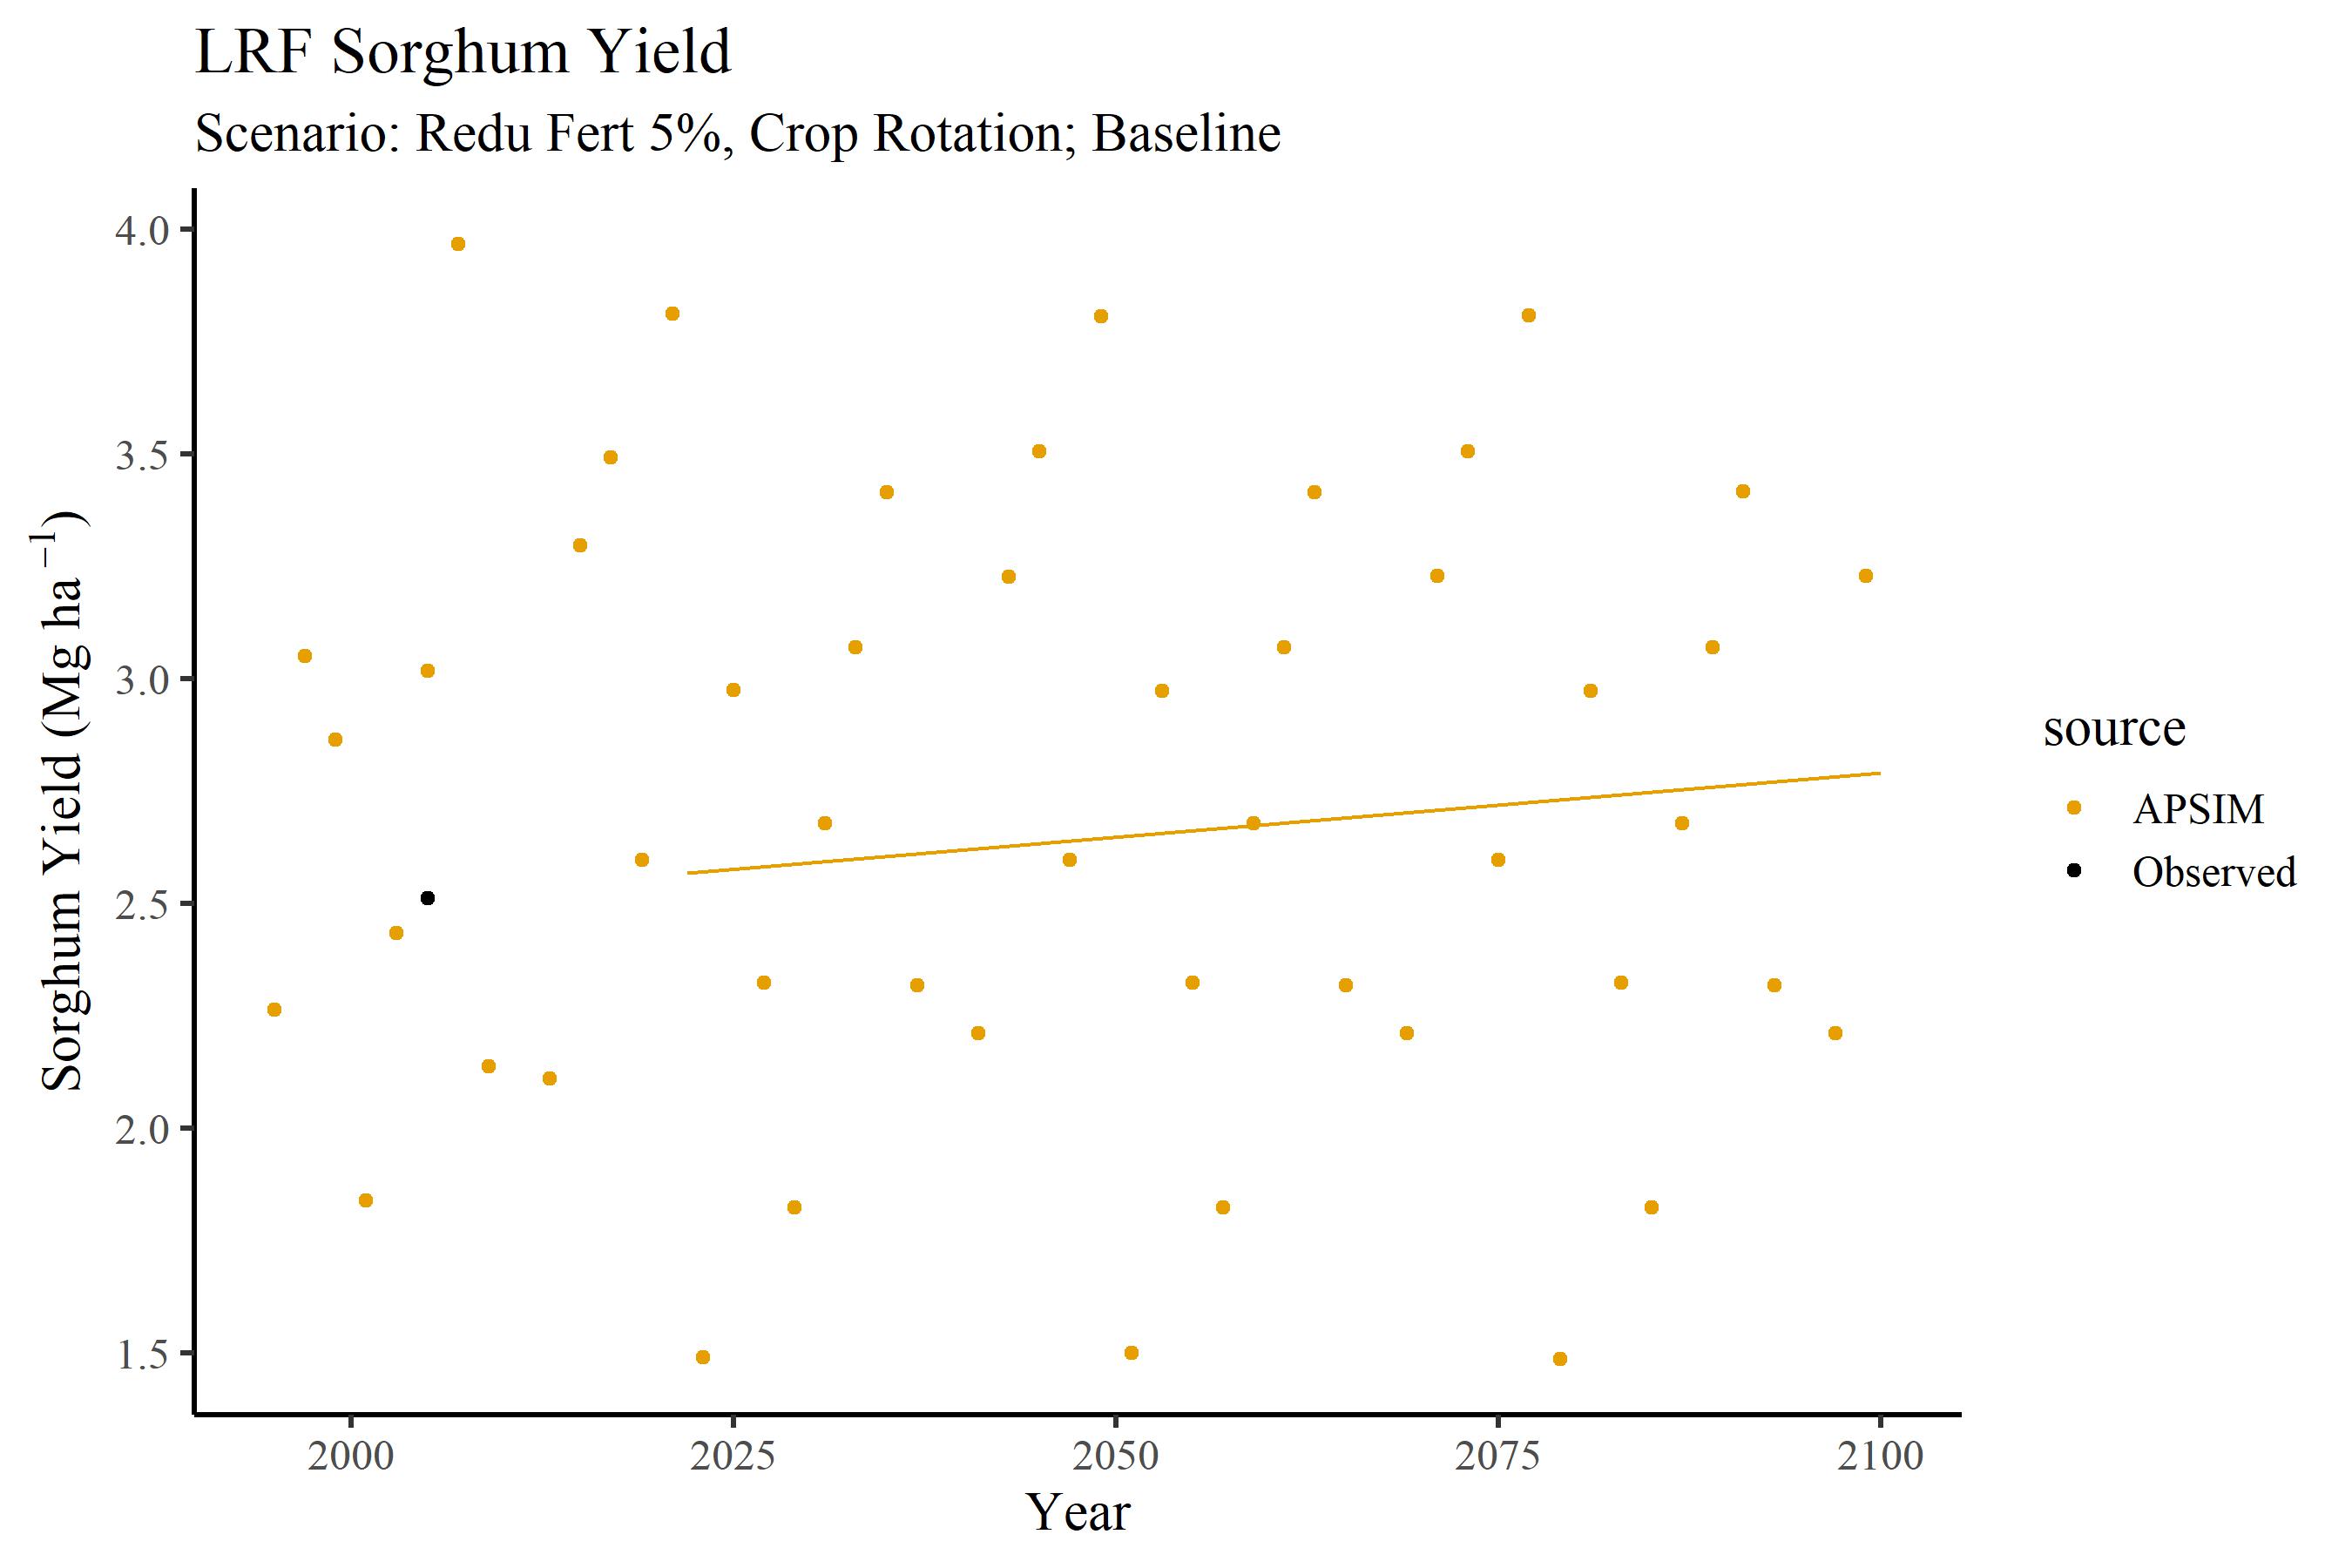 LRF Sorghum Yield
Scenario: Redu Fert 5%, Crop Rotation; Baseline
Sorghum Yield (Mg ha⁻¹)
4.0
3.5
3.0
2.5
2.0
1.5
2000 2025 2050 2075 2100
Year
source
APSIM
Observed